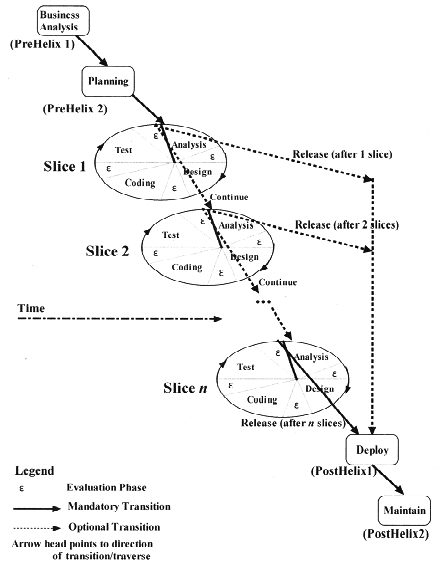 Business
Analysis
(PreHelix 1)
Planning
(PreHelix 2)
ε
Test
Analysis
ε
Slice 1
ε
Design
Coding
ε
Release (after 1 slice)
Continue
ε
Test
Analysis
Release (after 2 slices)
ε
Slice 2
ε
Design
Coding
ε
Continue
Time
ε
Analysis
Test
ε
Slice n
ε
Design
Coding
ε
Release (after n slices)
Deploy
(PostHelix1)
Maintain
(PostHelix2)
Legend
ε Evaluation Phase
Mandatory Transition
Optional Transition
Arrow head points to direction
of transition/traverse